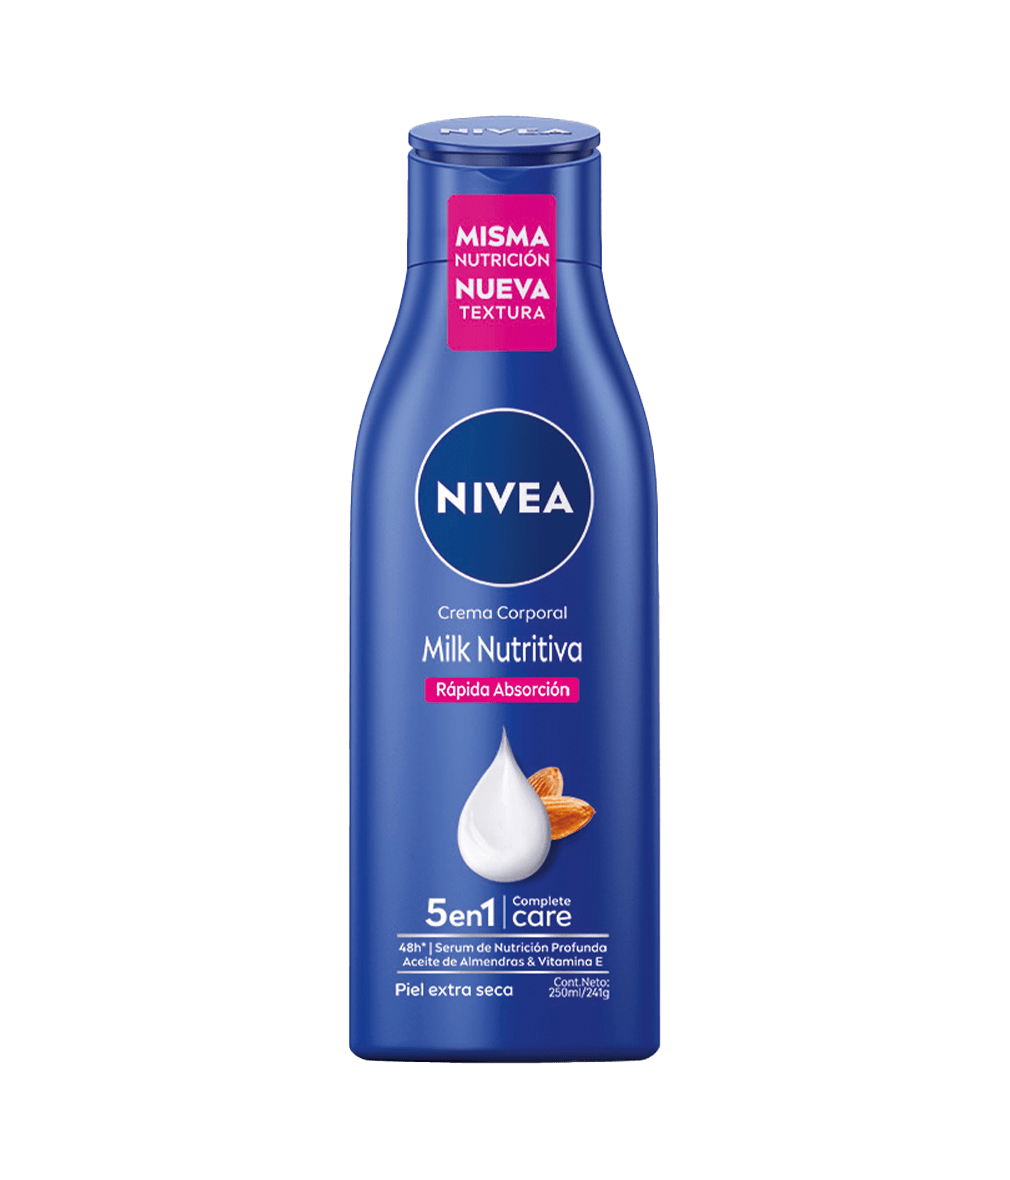 NIVEA
MISMA
NUTRICIÓN
NUEVA
TEXTURA
NIVEA
Crema Corporal
Milk Nutritiva
Rápida Absorción
5en1 | Complete
care
48h* | Serum de Nutrición Profunda
Aceite de Almendras & Vitamina E
Piel extra seca
Cont.Neto:
250ml/241g